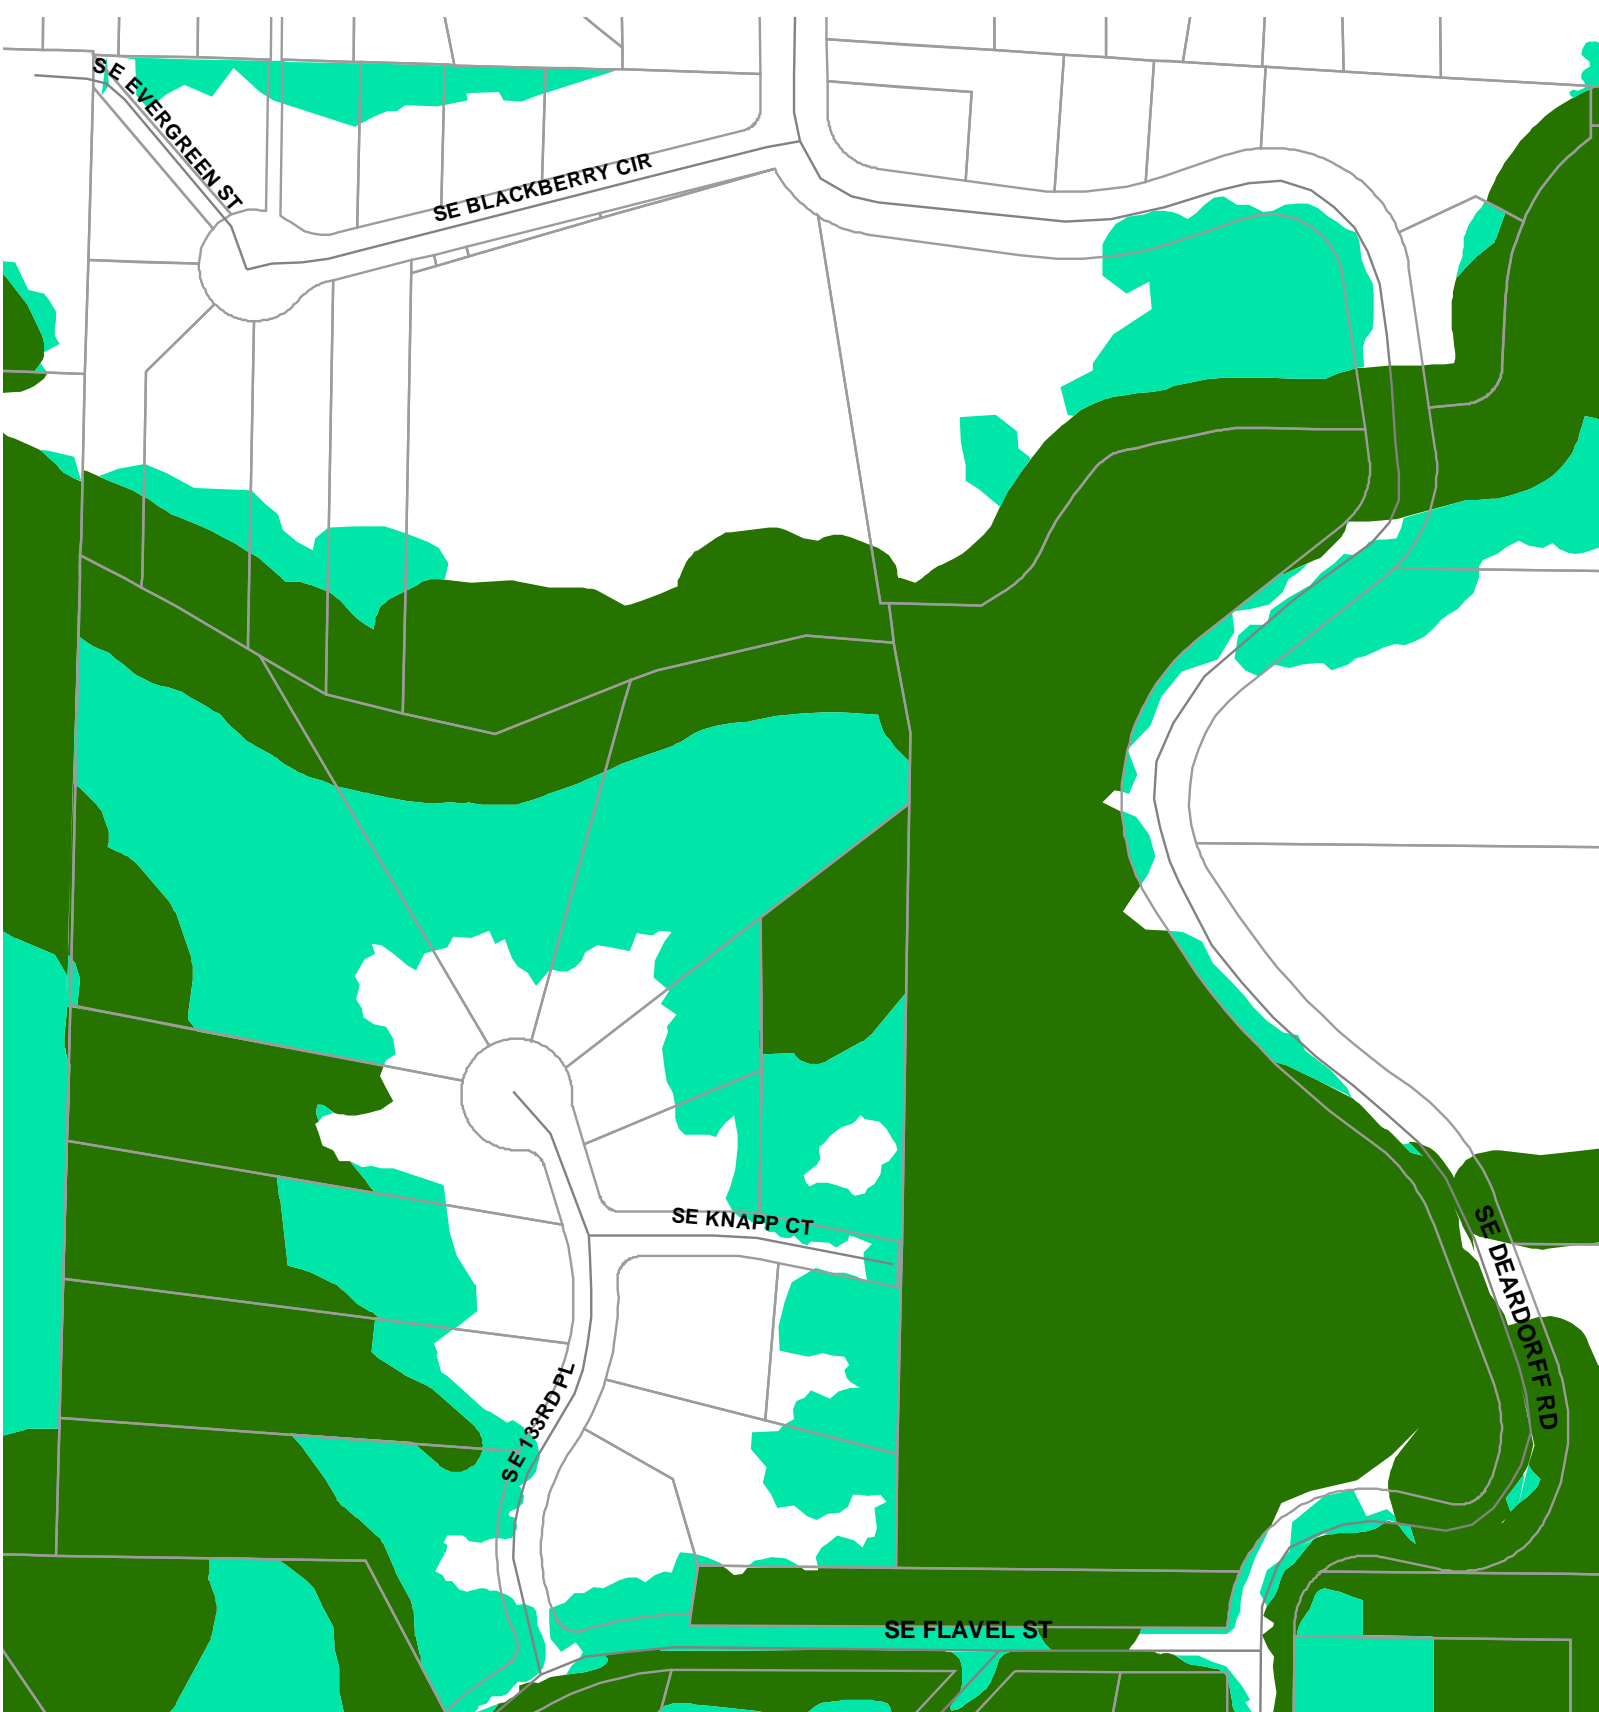 SE EVERGREEN ST
SE BLACKBERRY CIR
SE KNAPP CT
SE DEARDORFF RD
SE 133RD PL
SE FLAVEL ST